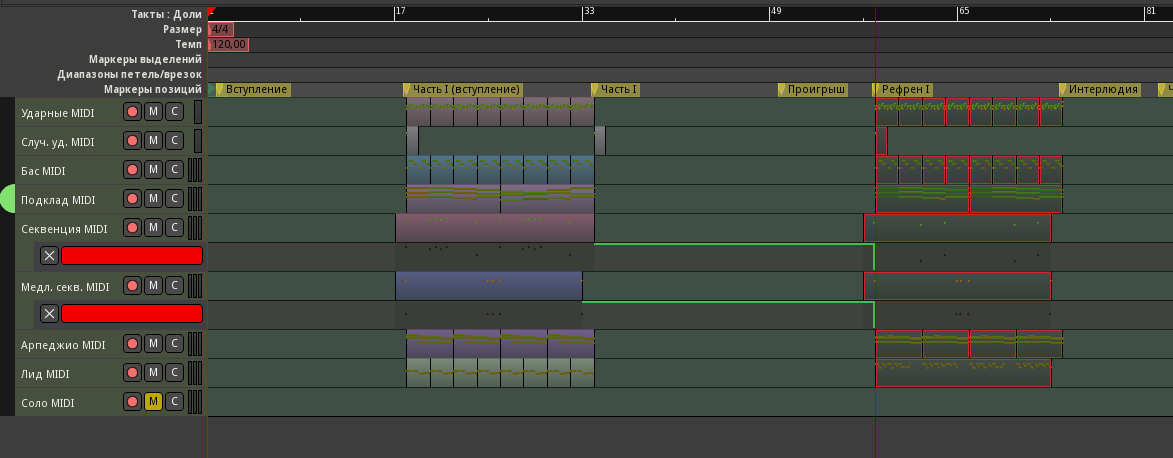 Такты : Доли
17 33 49 65 81
Размер 4/4
Темп 120,00
Маркеры выделений
Диапазоны петель/врезок
Маркеры позиций Вступление Часть I (вступление) Часть I Проигрыш Рефрен I Интерлюдия
Ударные MIDI M C
Случ. уд. MIDI M C
Бас MIDI M C
Подклад MIDI M C
Секвенция MIDI M C
Медл. секв. MIDI M C
Арпеджио MIDI M C
Лид MIDI M C
Соло MIDI M C